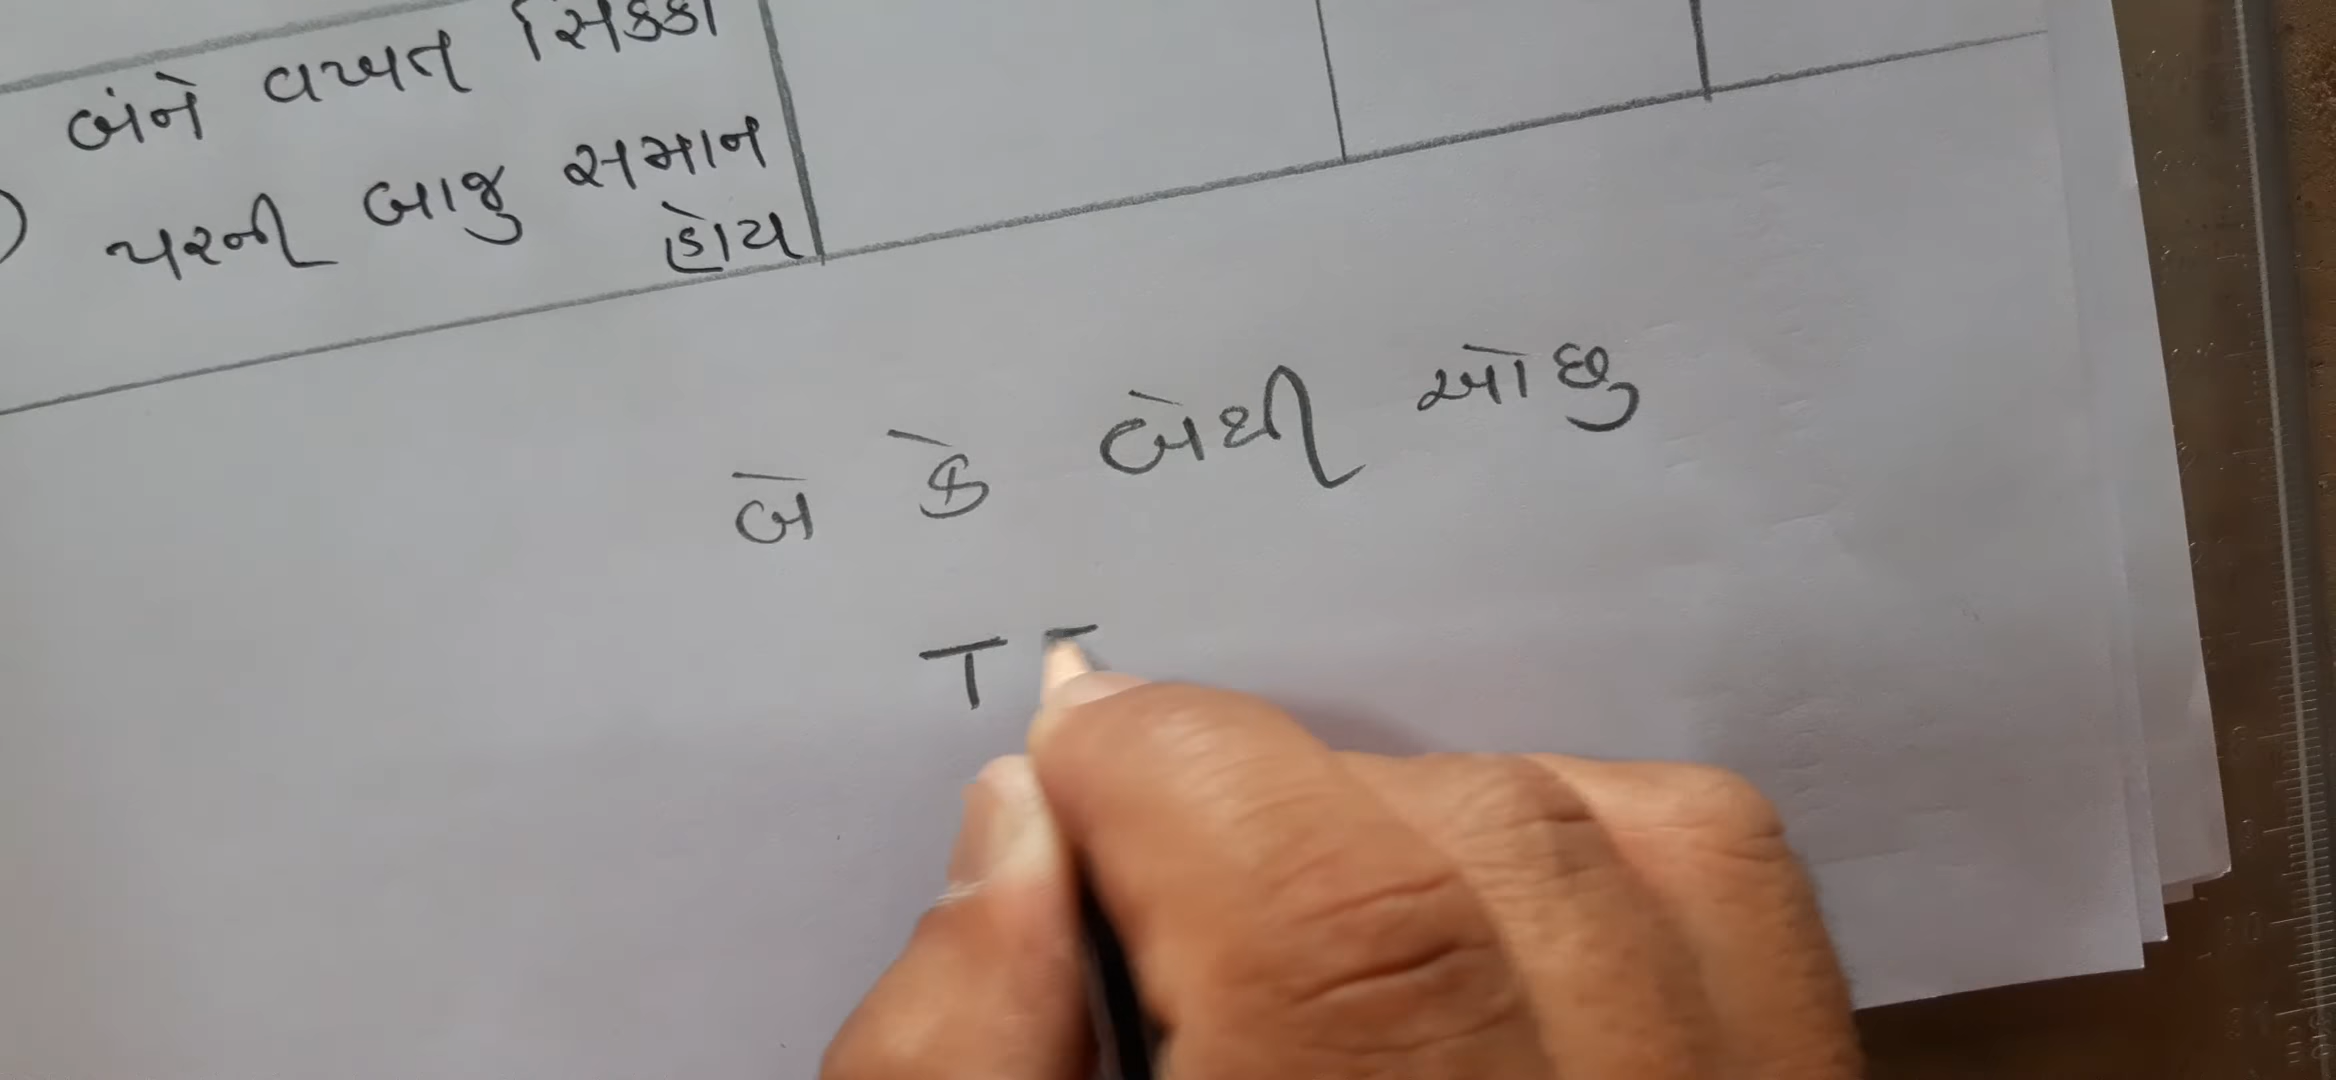 બંને વખત સિક્કા
પરની બાજુ સમાન
હોય
બે કે બેથી ઓછુ
T